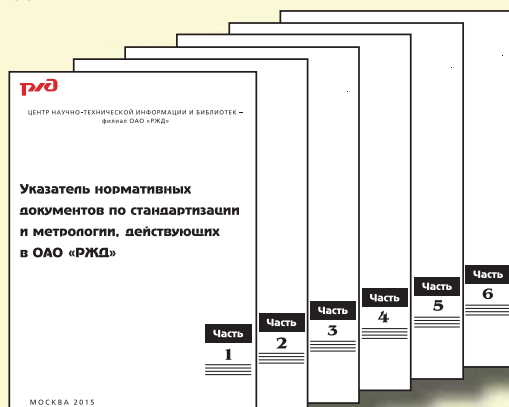 ржд
ЦЕНТР НАУЧНО-ТЕХНИЧЕСКОЙ ИНФОРМАЦИИ И БИБЛИОТЕК –
филиал ОАО «РЖД»
Указатель нормативных
документов по стандартизации
и метрологии, действующих
в ОАО «РЖД»
Часть
1
Часть
2
Часть
3
Часть
4
Часть
5
Часть
6
МОСКВА 2015